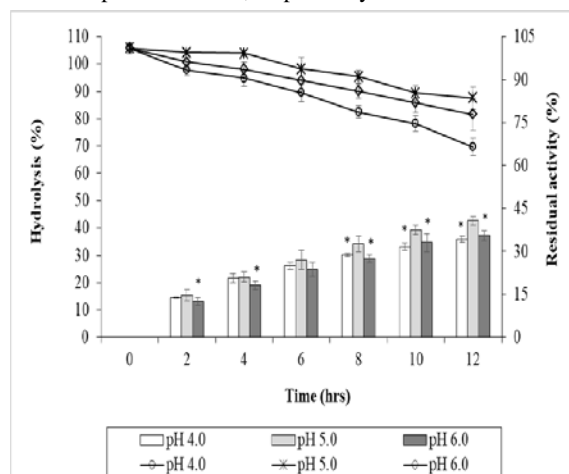 Hydrolysis (%)
110
100
90
80
70
60
50
40
30
20
10
0
105
90
75
60
45
30
15
0
Residual activity (%)
* * * * * * * *
0 2 4 6 8 10 12
Time (hrs)
pH 4.0 pH 5.0 pH 6.0
pH 4.0 pH 5.0 pH 6.0